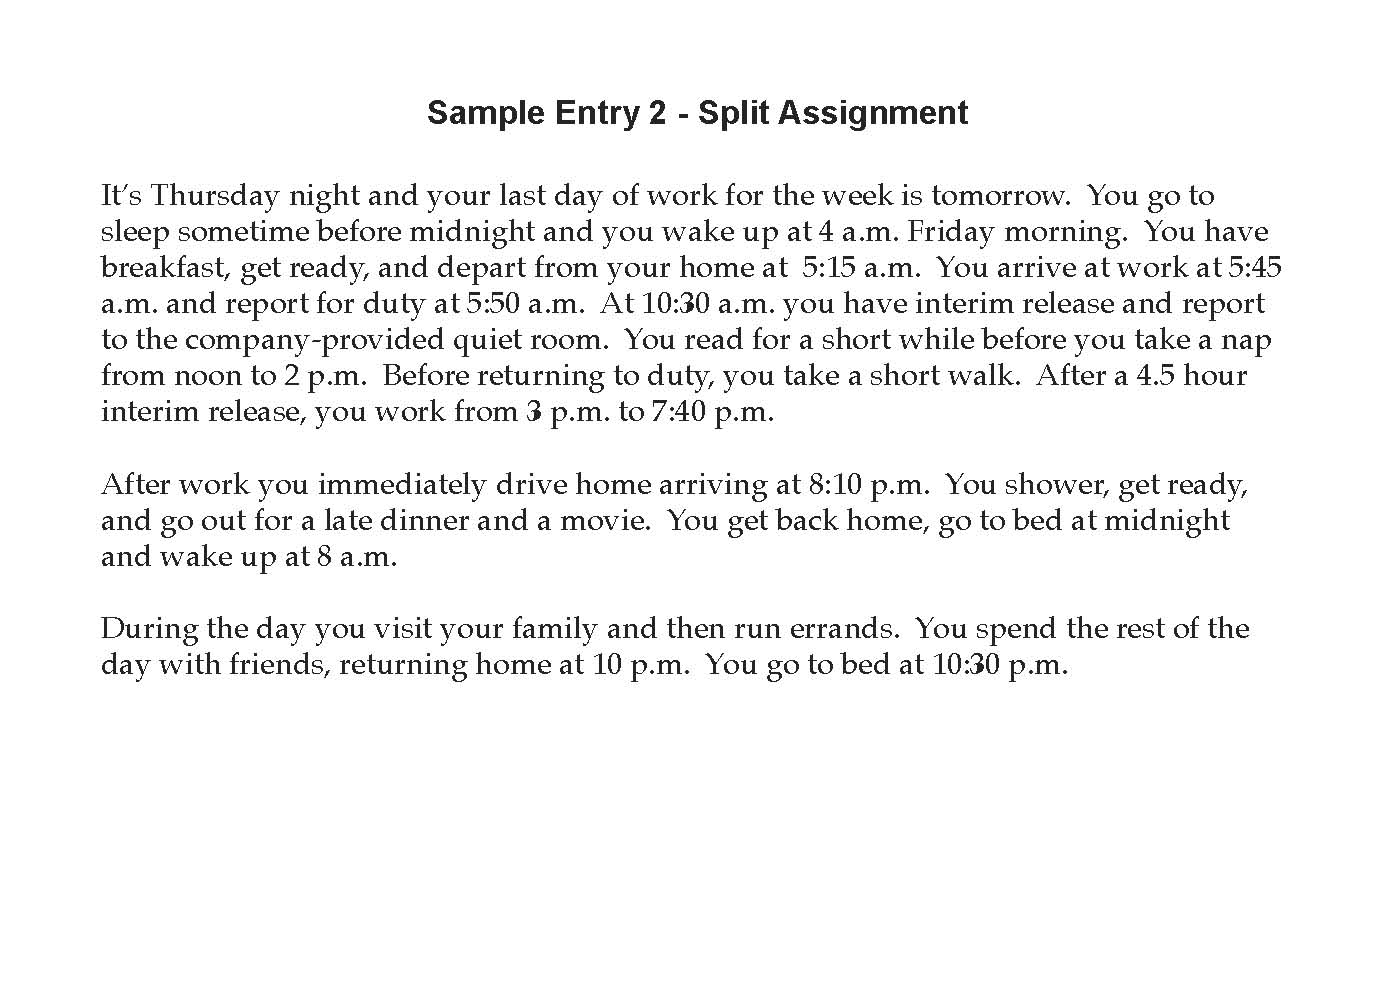 Sample Entry 2 - Split Assignment
It's Thursday night and your last day of work for the week is tomorrow.  You go to
sleep sometime before midnight and you wake up at 4 a.m. Friday morning.  You have
breakfast, get ready, and depart from your home at  5:15 a.m.  You arrive at work at 5:45
a.m. and report for duty at 5:50 a.m.  At 10:30 a.m. you have interim release and report
to the company-provided quiet room.  You read for a short while before you take a nap
from noon to 2 p.m.  Before returning to duty, you take a short walk.  After a 4.5 hour
interim release, you work from 3 p.m. to 7:40 p.m.
After work you immediately drive home arriving at 8:10 p.m.  You shower, get ready,
and go out for a late dinner and a movie.  You get back home, go to bed at midnight
and wake up at 8 a.m.
During the day you visit your family and then run errands.  You spend the rest of the
day with friends, returning home at 10 p.m.  You go to bed at 10:30 p.m.